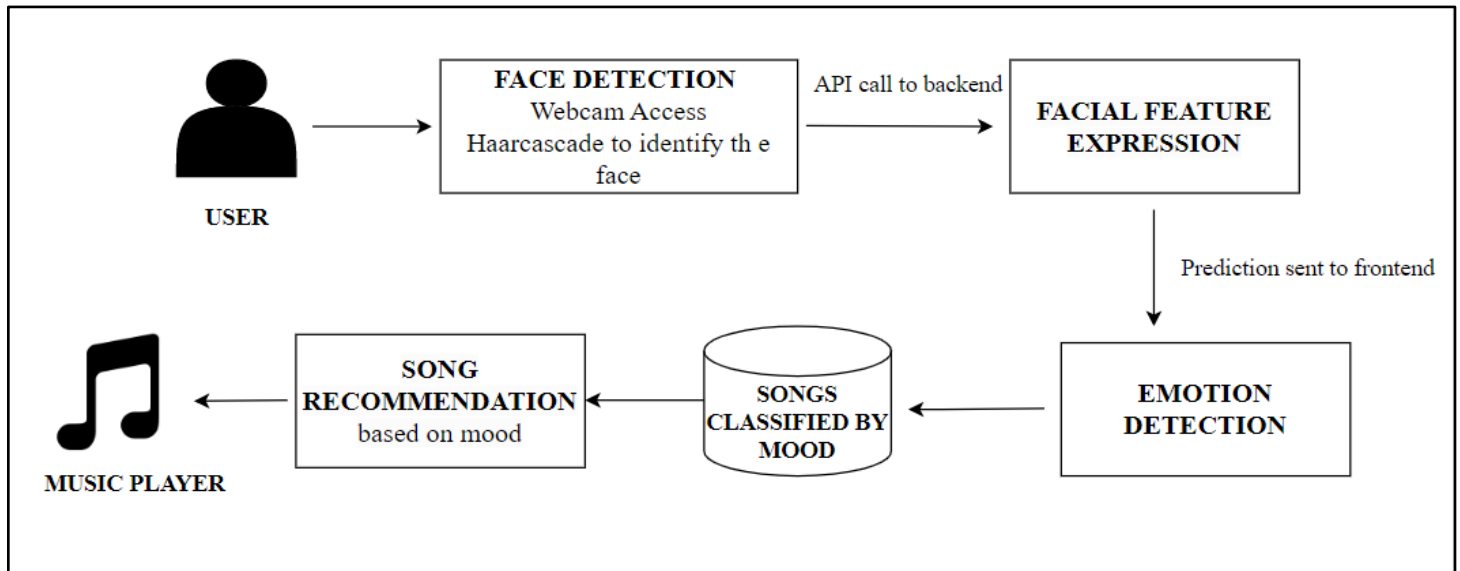 FACE DETECTION
Webcam Access
Haarcascade to identify th e
face
API call to backend
FACIAL FEATURE
EXPRESSION
USER
Prediction sent to frontend
EMOTION
DETECTION
SONGS
CLASSIFIED BY
MOOD
SONG
RECOMMENDATION
based on mood
MUSIC PLAYER